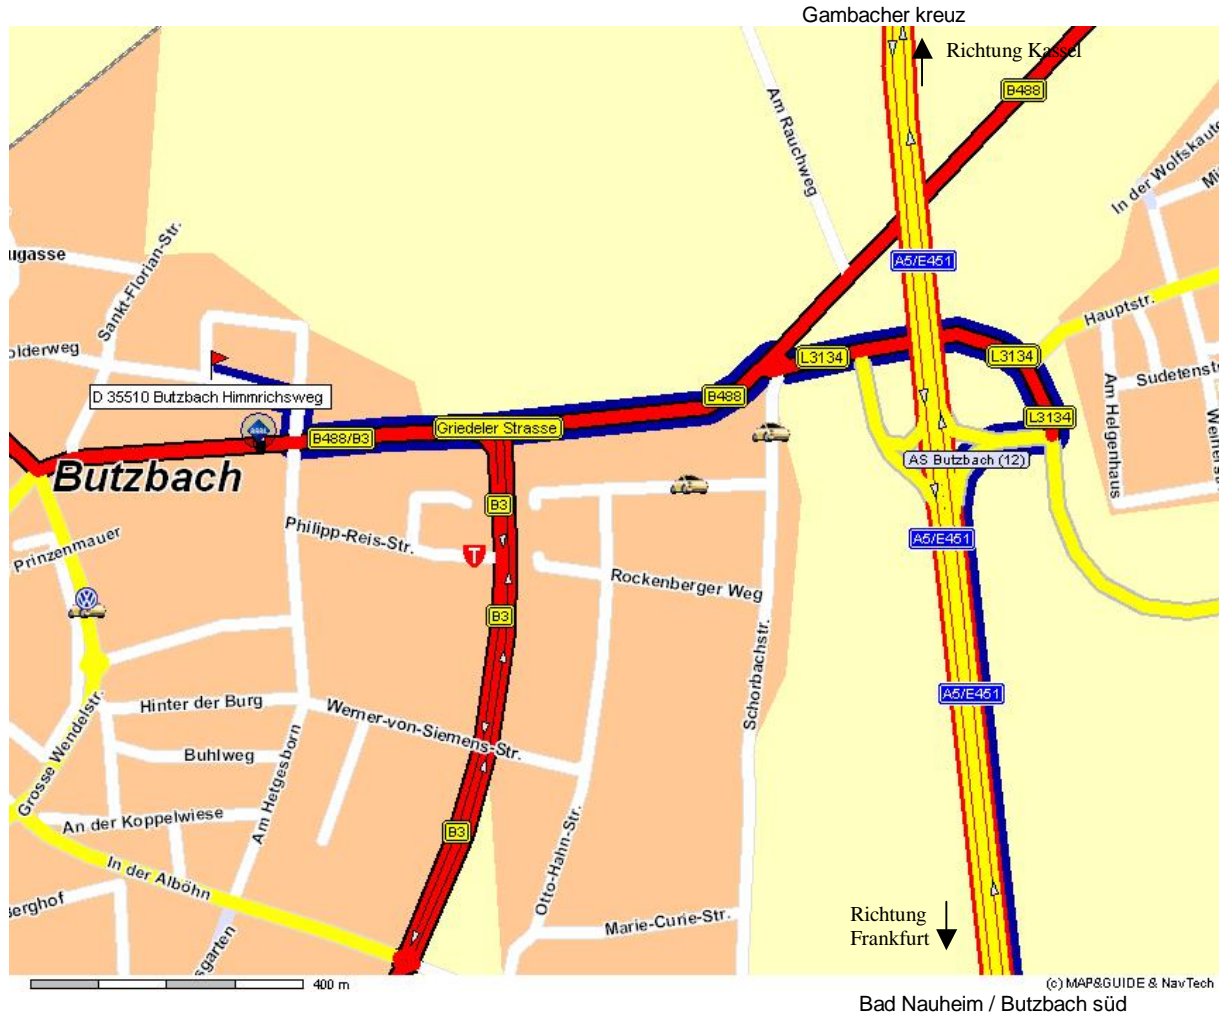 Gambacher kreuz
Richtung Kassel
B488
Am Rauchweg
In der Wolfskaute
A5/E451
Hauptstr.
ugasse
Sankt-Florian-Str.
olderweg
L3134
L3134
Sudetenstr
D 35510 Butzbach Himmrichsweg
B488
L3134
Am Helgenhaus
Griedeler Strasse
B488/B3
AS Butzbach (12)
Butzbach
B3
T
Philipp-Reis-Str.
Prinzenmauer
A5/E451
Rockenberger Weg
B3
Schorbachstr.
A5/E451
Hinter der Burg
Werner-von-Siemens-Str.
Grosse Wendelstr.
Buhlweg
Am Hetgesborn
An der Koppelwiese
B3
In der Alböhn
Otto-Hahn-Str.
erghof
Marie-Curie-Str.
Richtung
Frankfurt
sgarten
400 m
(c) MAP&GUIDE & NavTech
Bad Nauheim / Butzbach süd